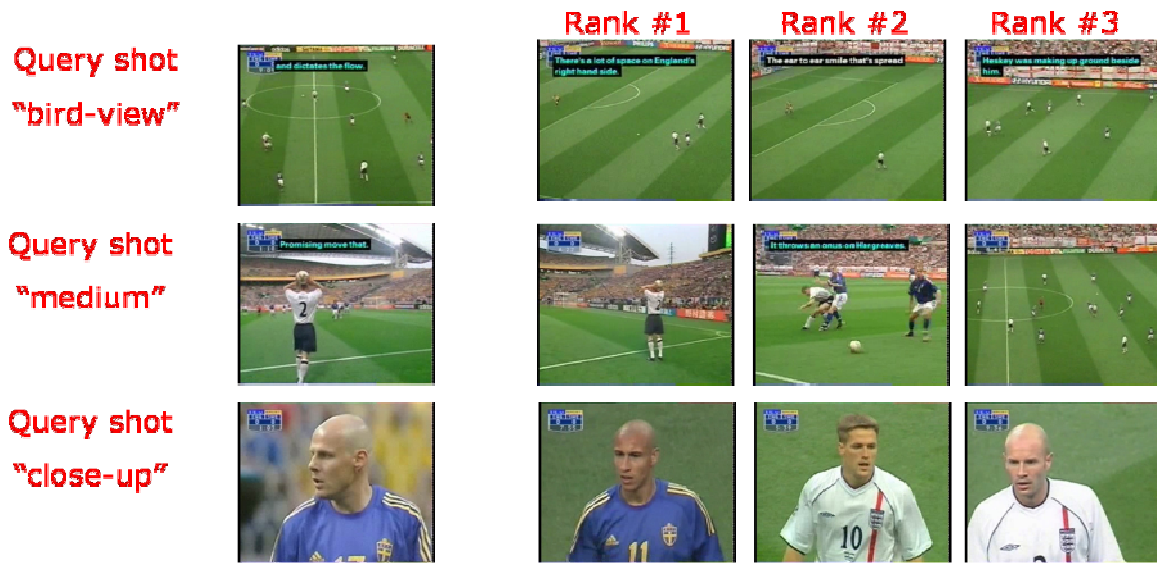 Rank #1
Rank #2
Rank #3
Query shot
“bird-view”
and dictates the flow.
There's a lot of space on England's
right hand side.
The ear to ear smile that's spread
Heskey was making up ground beside
him.
Query shot
“medium”
Promising move that.
It throws an onus on Hargreaves.
2
Query shot
“close-up”
11
10